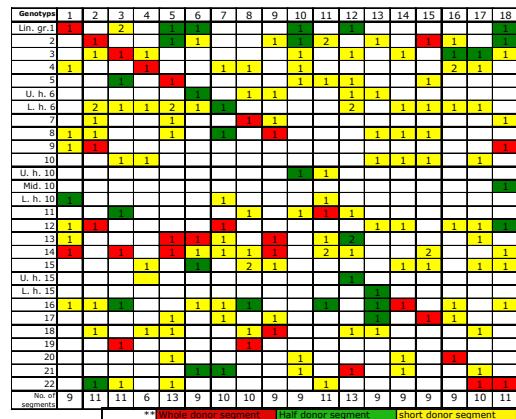 Genotyps 1 2 3 4 5 6 7 8 9 10 11 12 13 14 15 16 17 18
Lin. gr.1 1 2 1 1 1 1 1
2 1 1 1 1 1 2 1 1 1 1
3 1 1 1 1 1 1 1 1 1
4 1 1 1 1 1 2 1
5 1 1 1 1 1 1
U. h. 6 1 1 1 1 1
L. h. 6 2 1 1 2 1 1 2 1 1 1 1
7 1 1 1 1 1
8 1 1 1 1 1 1 1 1
9 1 1 1
10 1 1 1 1 1 1
U. h. 10 1 1
Mid. 10 1
L. h. 10 1 1 1
11 1 1 1 1 1
12 1 1 1 1 1 1 1 1
13 1 1 1 1 1 1 2 1
14 1 1 1 1 1 1 1 2 1 2 1
15 1 1 2 1 1 1 1 1
U. h. 15 1
L. h. 15 1
16 1 1 1 1 1 1 1 1 1 1 1
17 1 1 1 1 1 1
18 1 1 1 1 1 1 1 1
19 1 1
20 1 1 1 1
21 1 1 1 1 1 1
22 1 1 1 1 1 1
No. of segments 9 11 11 6 13 9 10 10 9 9 11 12 13 9 9 9 10 11
** Whole donor segment Half donor segment short donor segment